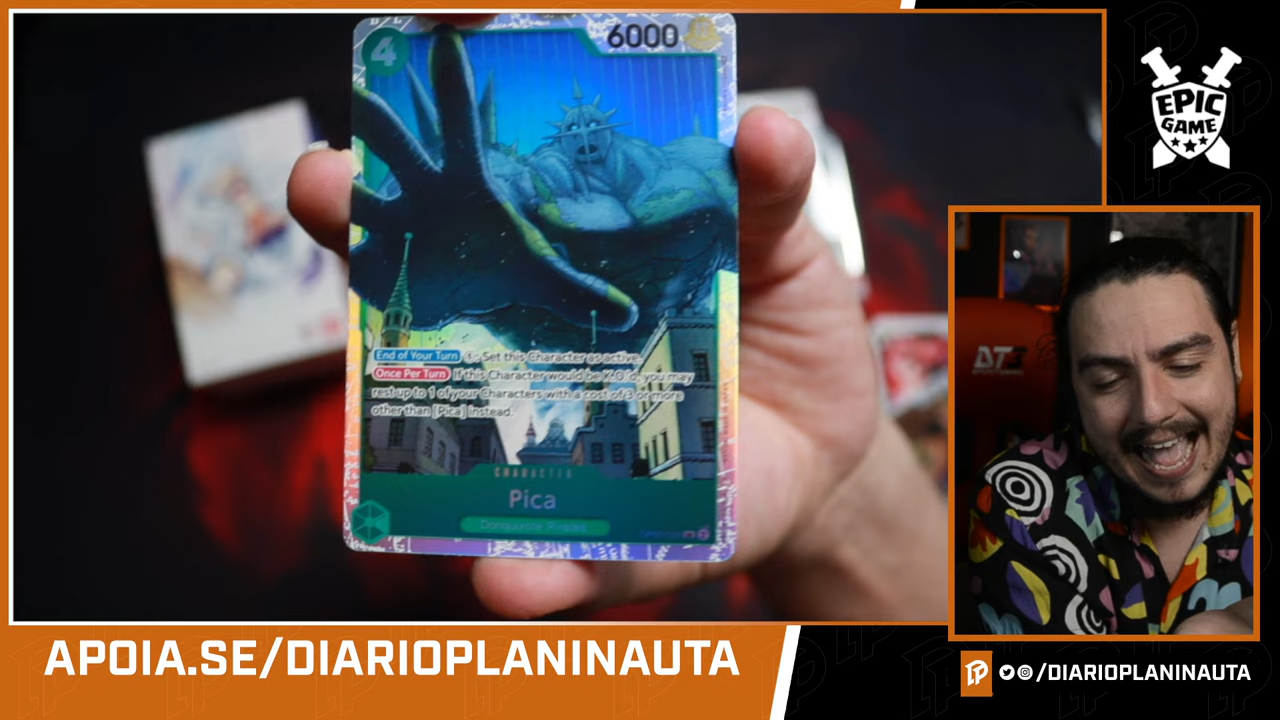 4
6000
End of Your Turn ①: Set this Character as active.
Once Per Turn If this Character would be K.O.'d, you may
rest up to 1 of your Characters with a cost of 3 or more
other than [Pica] instead.
CHARACTER
Pica
Donquixote Pirates
EPIC
GAME
DT3
APOIA.SE/DIARIOPLANINAUTA
/DIARIOPLANINAUTA